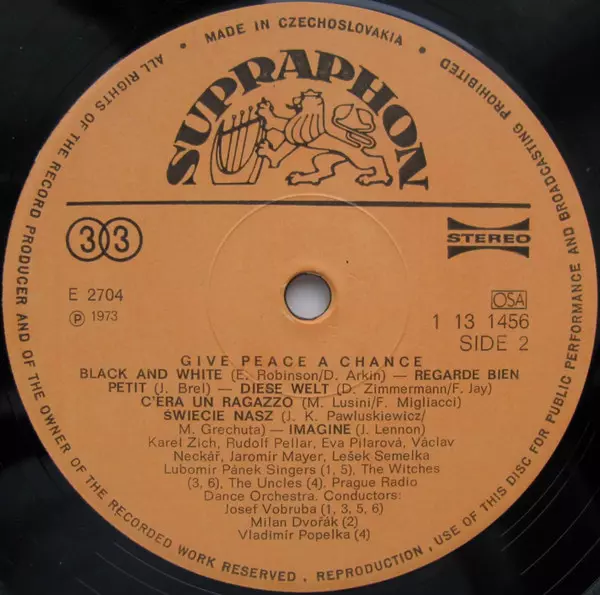 ALL RIGHTS OF THE RECORD PRODUCER AND OF THE OWNER OF THE RECORDED WORK RESERVED , REPRODUCTION , USE OF THIS DISC FOR PUBLIC PERFORMANCE AND BROADCASTING PROHIBITED
• MADE IN CZECHOSLOVAKIA •
SUPRAPHON
33
STEREO
E 2704
OSA
Ⓟ 1973
1 13 1456
SIDE 2
GIVE PEACE A CHANCE
BLACK AND WHITE (E. Robinson/D. Arkiń) — REGARDE BIEN
PETIT (J. Brel) — DIESE WELT (D. Zimmermann/F. Jay)
C'ERA UN RAGAZZO (M. Lusini/F. Migliacci)
ŚWIECIE NASZ (J. K. Pawluskiewicz/
M. Grechuta) — IMAGINE (J. Lennon)
Karel Zich, Rudolf Pellar, Eva Pilarová, Václav
Neckář, Jaromír Mayer, Lešek Semelka
Lubomír Pánek Singers (1, 5), The Witches
(3, 6), The Uncles (4). Prague Radio
Dance Orchestra. Conductors:
Josef Vobruba (1, 3, 5, 6)
Milan Dvořák (2)
Vladimír Popelka (4)